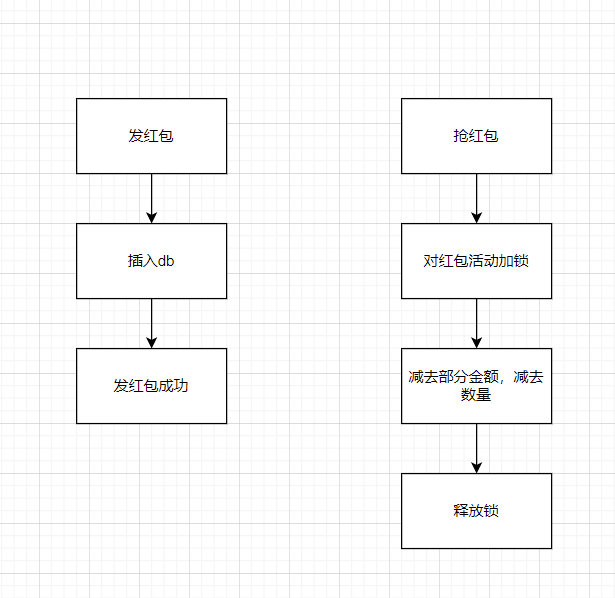 发红包
插入db
发红包成功
抢红包
对红包活动加锁
减去部分金额，减去
数量
释放锁